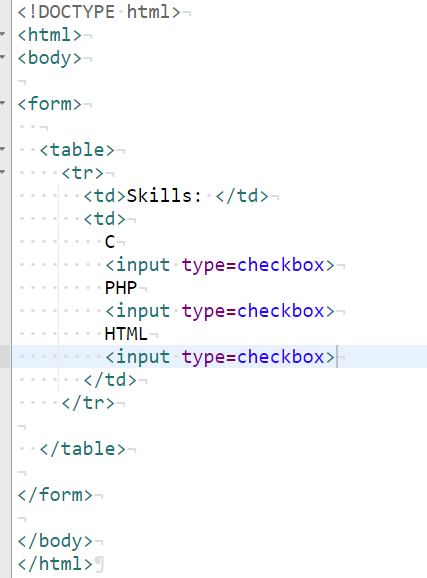 <!DOCTYPE html>
<html>
<body>

<form>

  <table>
    <tr>
      <td>Skills: </td>
      <td>
        C
        <input type=checkbox>
        PHP
        <input type=checkbox>
        HTML
        <input type=checkbox>
      </td>
    </tr>

  </table>

</form>

</body>
</html>